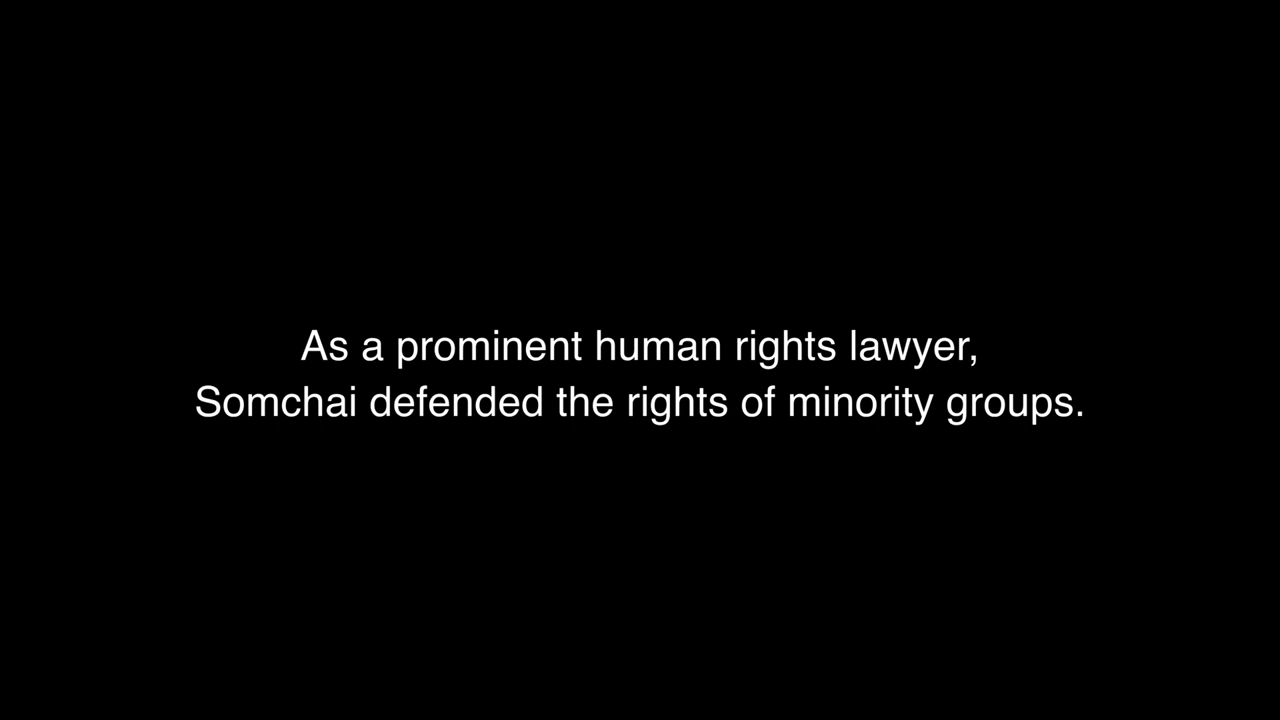 As a prominent human rights lawyer,
Somchai defended the rights of minority groups.